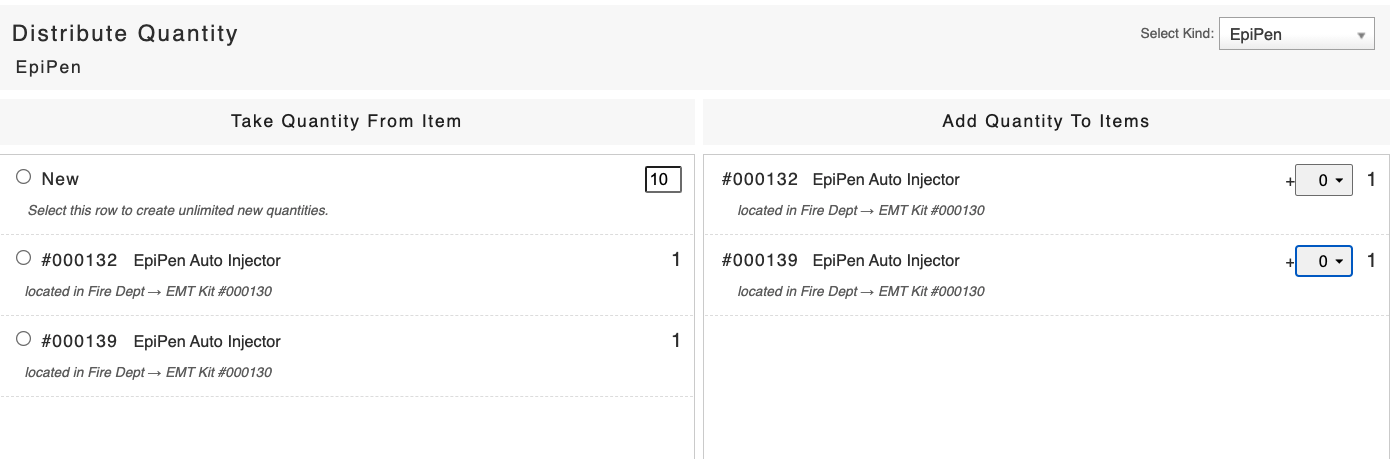 Distribute Quantity
Select Kind: EpiPen
EpiPen
Take Quantity From Item
New 10
Select this row to create unlimited new quantities.
#000132 EpiPen Auto Injector 1
located in Fire Dept → EMT Kit #000130
#000139 EpiPen Auto Injector 1
located in Fire Dept → EMT Kit #000130
Add Quantity To Items
#000132 EpiPen Auto Injector + 0 1
located in Fire Dept → EMT Kit #000130
#000139 EpiPen Auto Injector + 0 1
located in Fire Dept → EMT Kit #000130